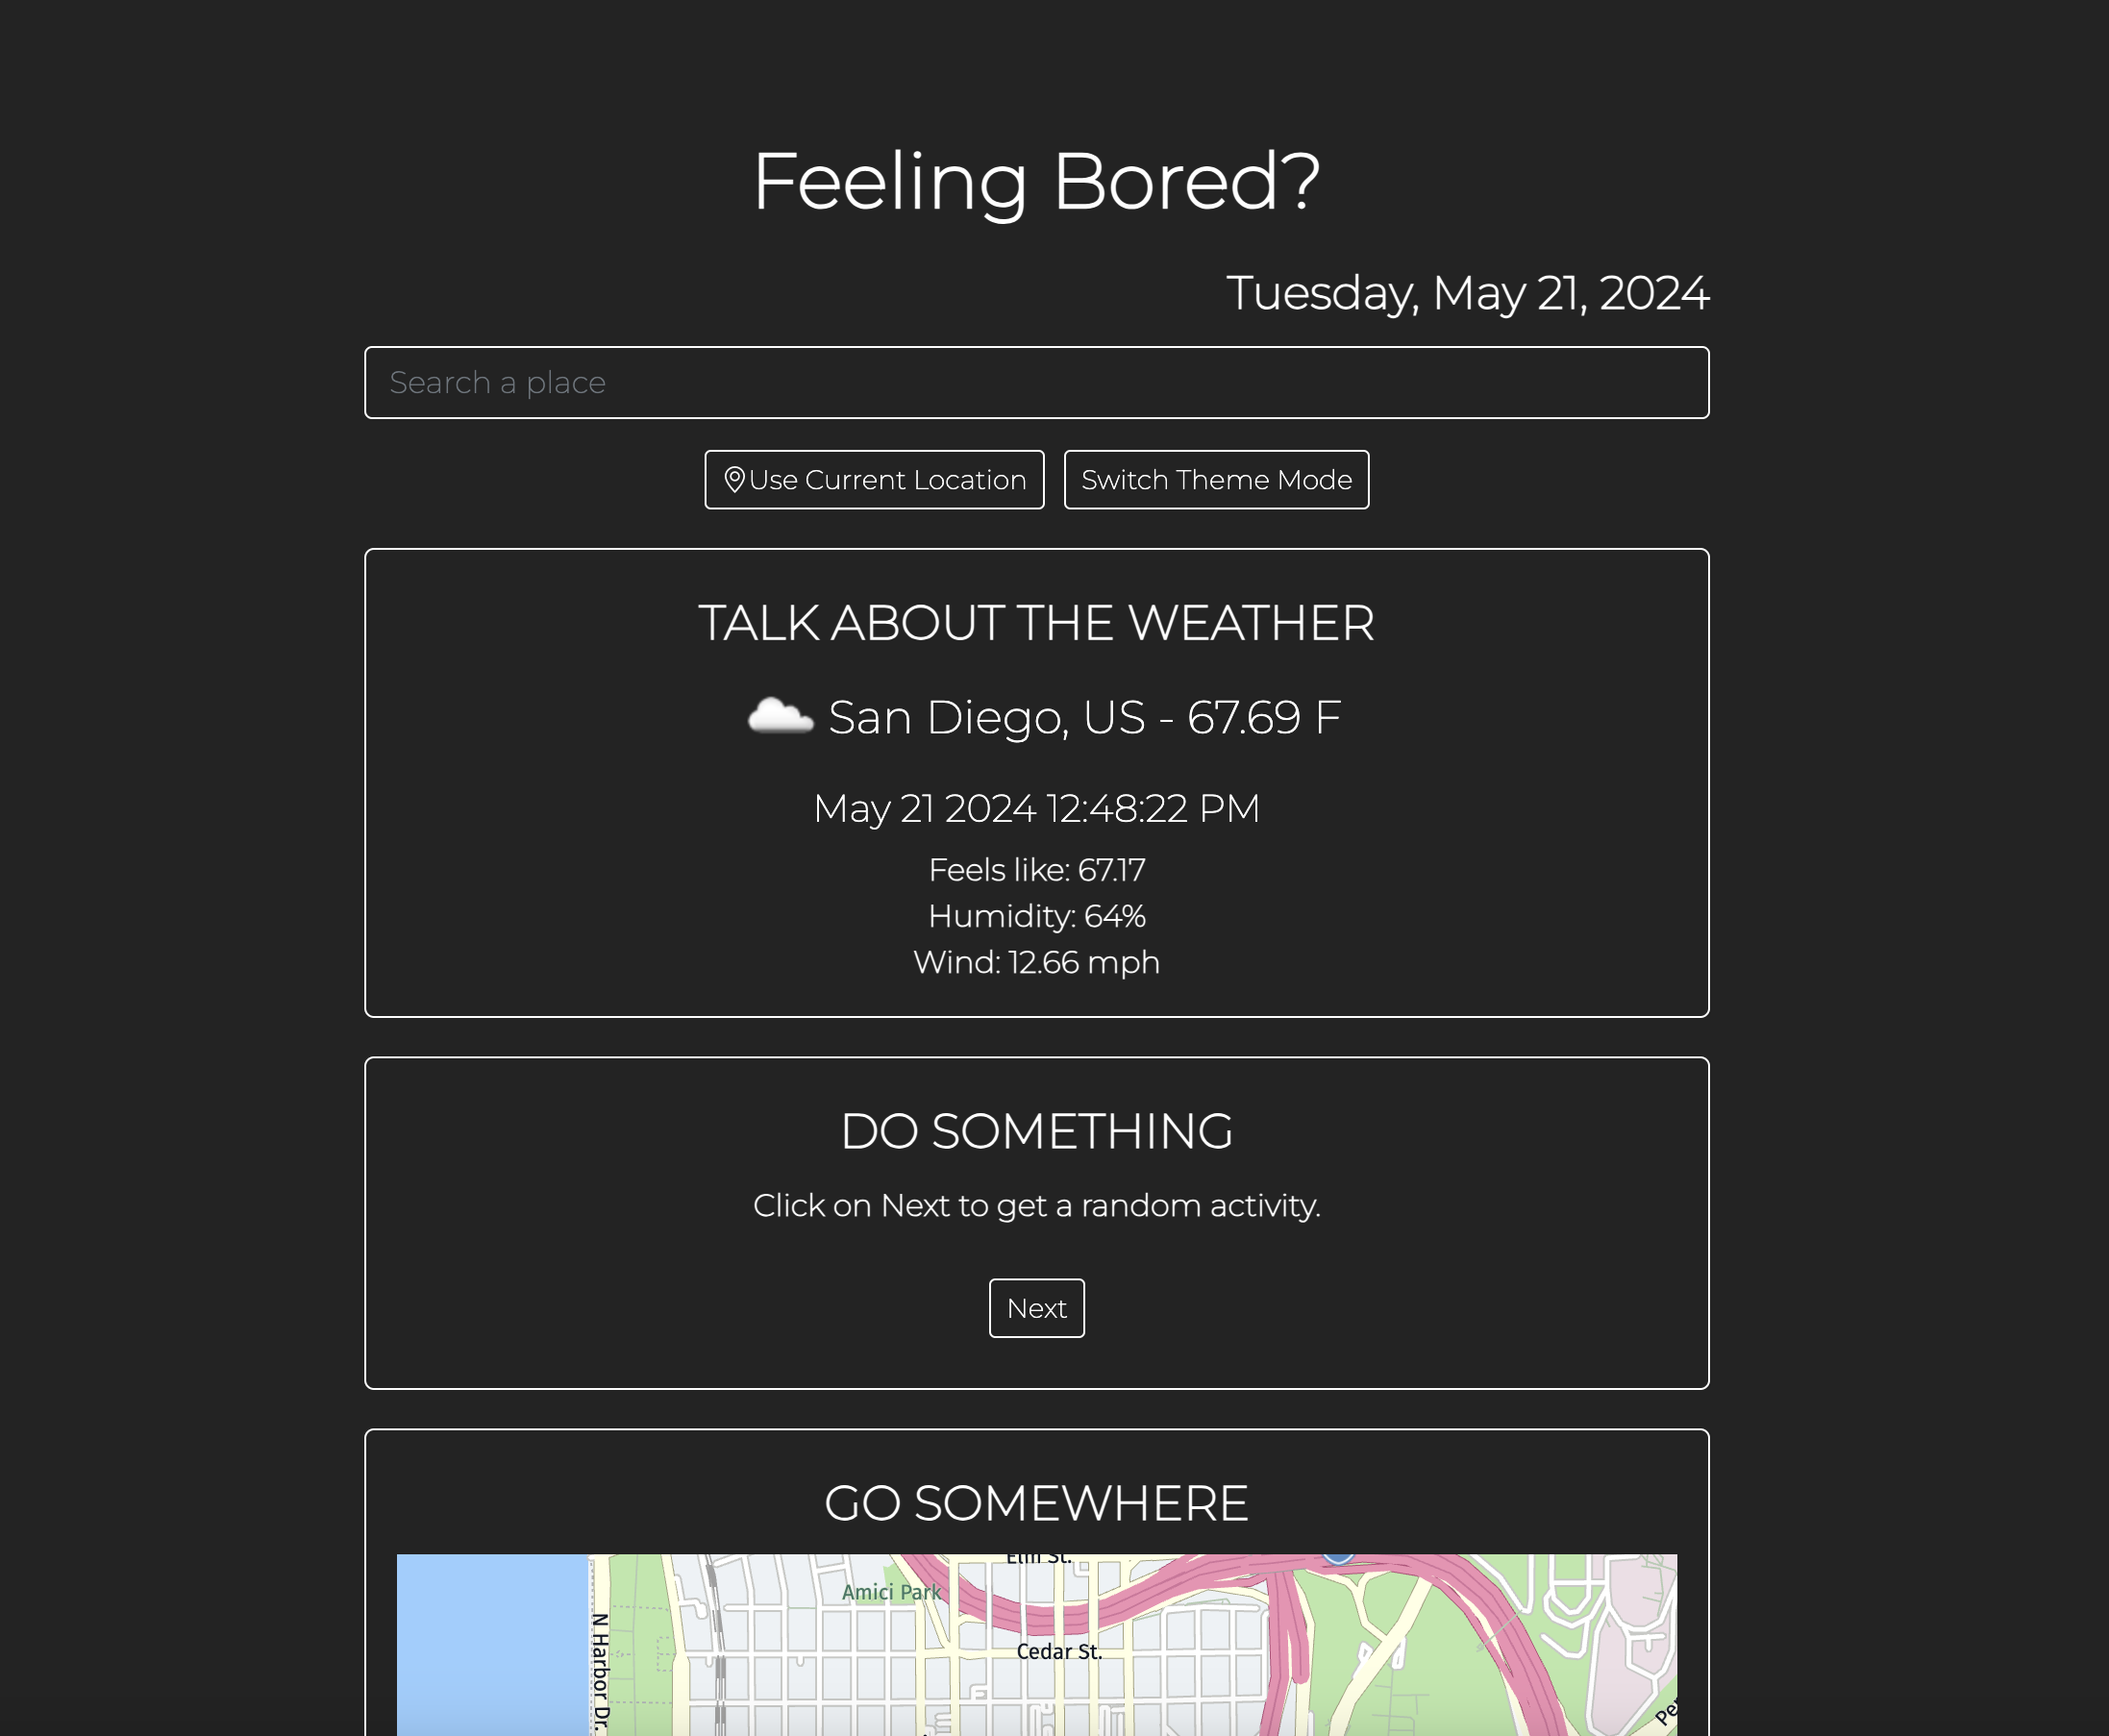 Feeling Bored?
Tuesday, May 21, 2024
Search a place
Use Current Location
Switch Theme Mode
TALK ABOUT THE WEATHER
San Diego, US - 67.69 F
May 21 2024 12:48:22 PM
Feels like: 67.17
Humidity: 64%
Wind: 12.66 mph
DO SOMETHING
Click on Next to get a random activity.
Next
GO SOMEWHERE
Elm St.
Amici Park
Cedar St.
N Harbor Dr.